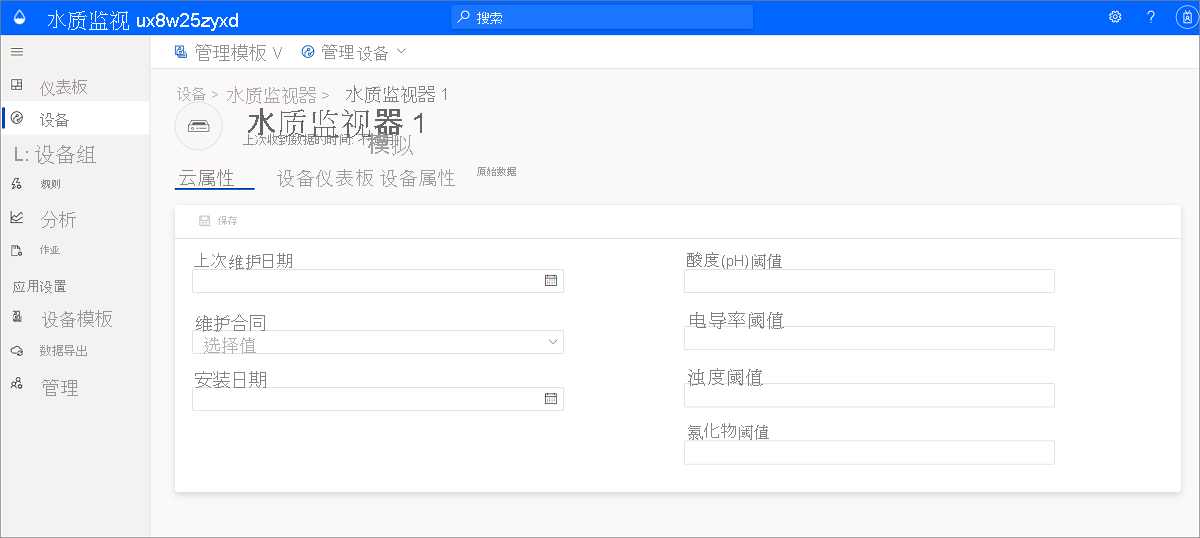 水质监视 ux8w25zyxd
搜索
?
管理模板 V 管理设备
仪表板
设备
L: 设备组
规则
分析
作业
应用设置
设备模板
数据导出
管理
设备 > 水质监视器 > 水质监视器 1
水质监视器 1
上次收到数据的时间:
模拟
云属性 设备仪表板 设备属性 原始数据
保存
上次维护日期
维护合同
选择值
安装日期
酸度(pH)阈值
电导率阈值
浊度阈值
氯化物阈值